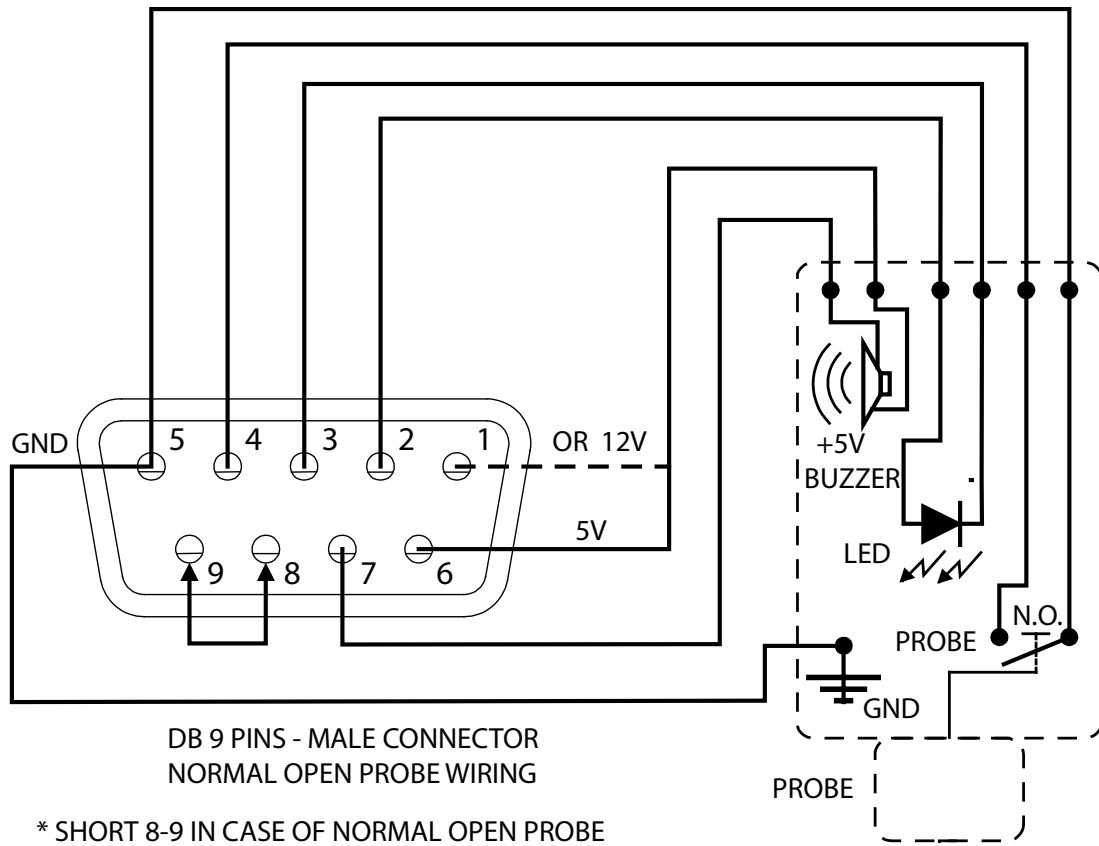 GND
5
4
3
2
1
OR 12V
9
8
7
6
5V
+5V
BUZZER
LED
PROBE
N.O.
GND
DB 9 PINS - MALE CONNECTOR
NORMAL OPEN PROBE WIRING
PROBE
* SHORT 8-9 IN CASE OF NORMAL OPEN PROBE